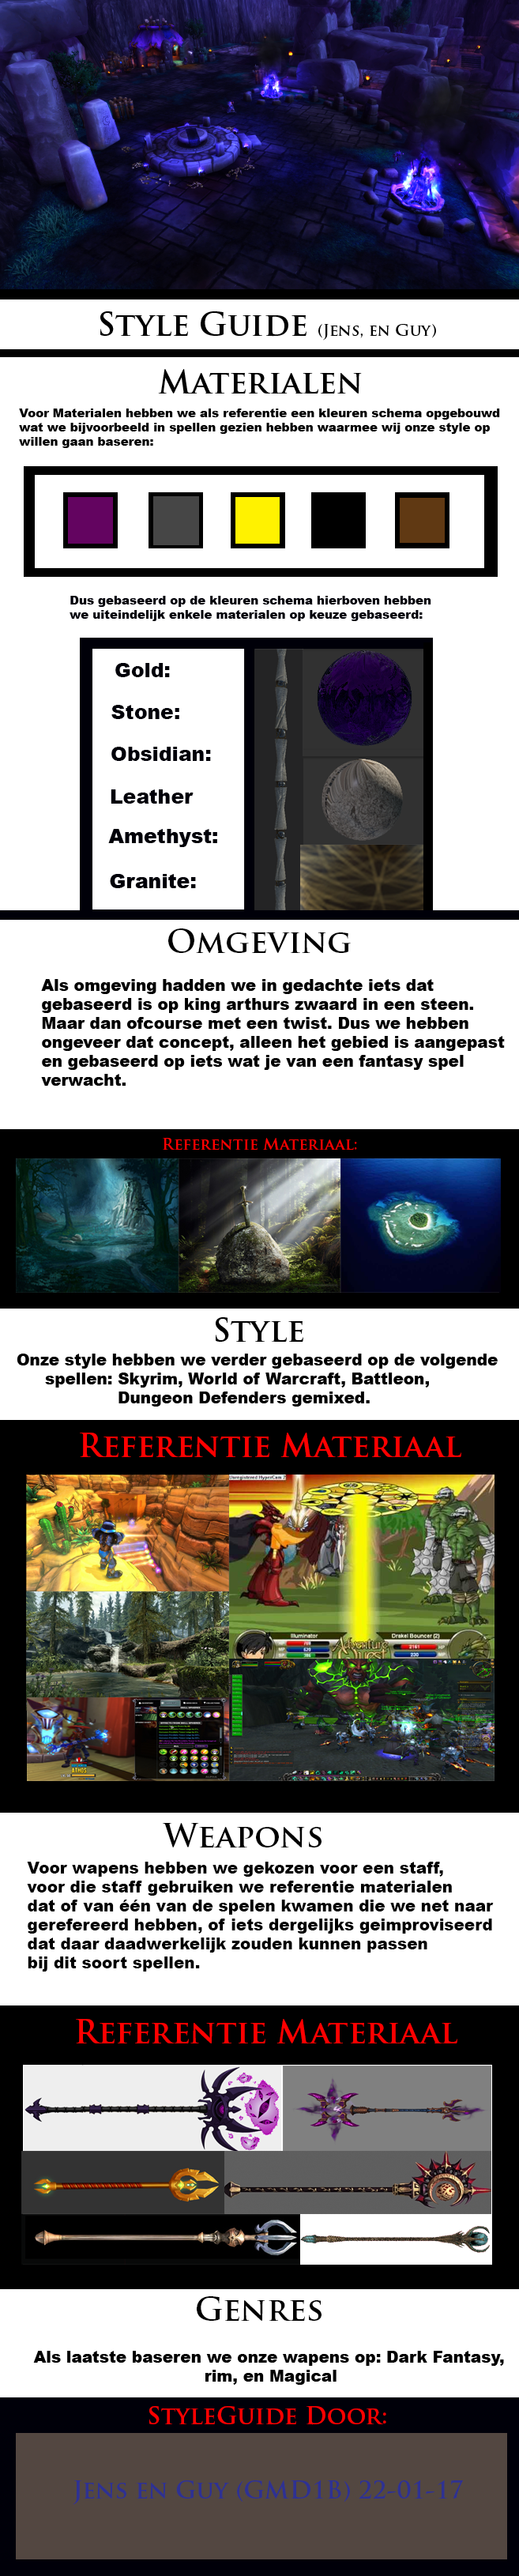 Style Guide (Jens, en Guy)
Materialen
Voor Materialen hebben we als referentie een kleuren schema opgebouwd
wat we bijvoorbeeld in spellen gezien hebben waarmee wij onze style op
willen gaan baseren:
Dus gebaseerd op de kleuren schema hierboven hebben
we uiteindelijk enkele materialen op keuze gebaseerd:
Gold:
Stone:
Obsidian:
Leather
Amethyst:
Granite:
Omgeving
Als omgeving hadden we in gedachte iets dat
gebaseerd is op king arthurs zwaard in een steen.
Maar dan ofcourse met een twist. Dus we hebben
ongeveer dat concept, alleen het gebied is aangepast
en gebaseerd op iets wat je van een fantasy spel
verwacht.
Referentie Materiaal:
Style
Onze style hebben we verder gebaseerd op de volgende
spellen: Skyrim, World of Warcraft, Battleon,
Dungeon Defenders gemixed.
Referentie Materiaal
Illuminator
Drakel Bouncer (2)
Weapons
Voor wapens hebben we gekozen voor een staff,
voor die staff gebruiken we referentie materialen
dat of van één van de spelen kwamen die we net naar
gerefereerd hebben, of iets dergelijks geimproviseerd
dat daar daadwerkelijk zouden kunnen passen
bij dit soort spellen.
Referentie Materiaal
Genres
Als laatste baseren we onze wapens op: Dark Fantasy,
rim, en Magical
StyleGuide Door:
Jens en Guy (GMD1B) 22-01-17